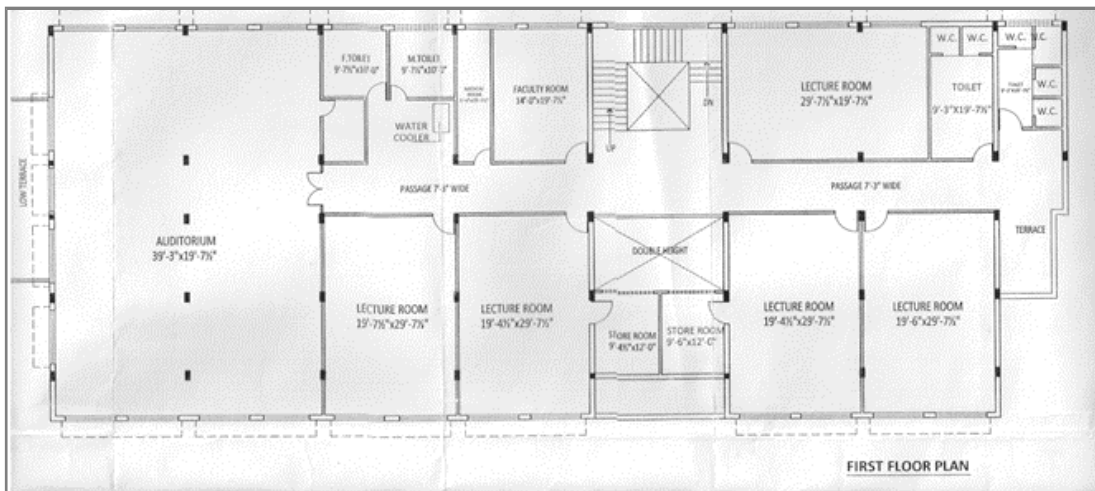 F.TOILET
9'-7½"x10'-0"
M.TOILET
9'-7½"x10'-0"
WATER
COOLER
ROOM
FACULTY ROOM
14'-0"x19'-7½"
UP
DN
LECTURE ROOM
29'-7½"x19'-7½"
W.C.
W.C.
W.C.
W.C.
TOILET
9'-3"X19'-7½"
TOILET
W.C.
W.C.
LOW TERRACE
PASSAGE 7'-3" WIDE
PASSAGE 7'-3" WIDE
AUDITORIUM
39'-3"x19'-7½"
DOUBLE HEIGHT
TERRACE
LECTURE ROOM
19'-7½"x29'-7½"
LECTURE ROOM
19'-4½"x29'-7½"
STORE ROOM
9'-4½"x12'-0"
STORE ROOM
9'-6"x12'-0"
LECTURE ROOM
19'-4½"x29'-7½"
LECTURE ROOM
19'-6"x29'-7½"
FIRST FLOOR PLAN